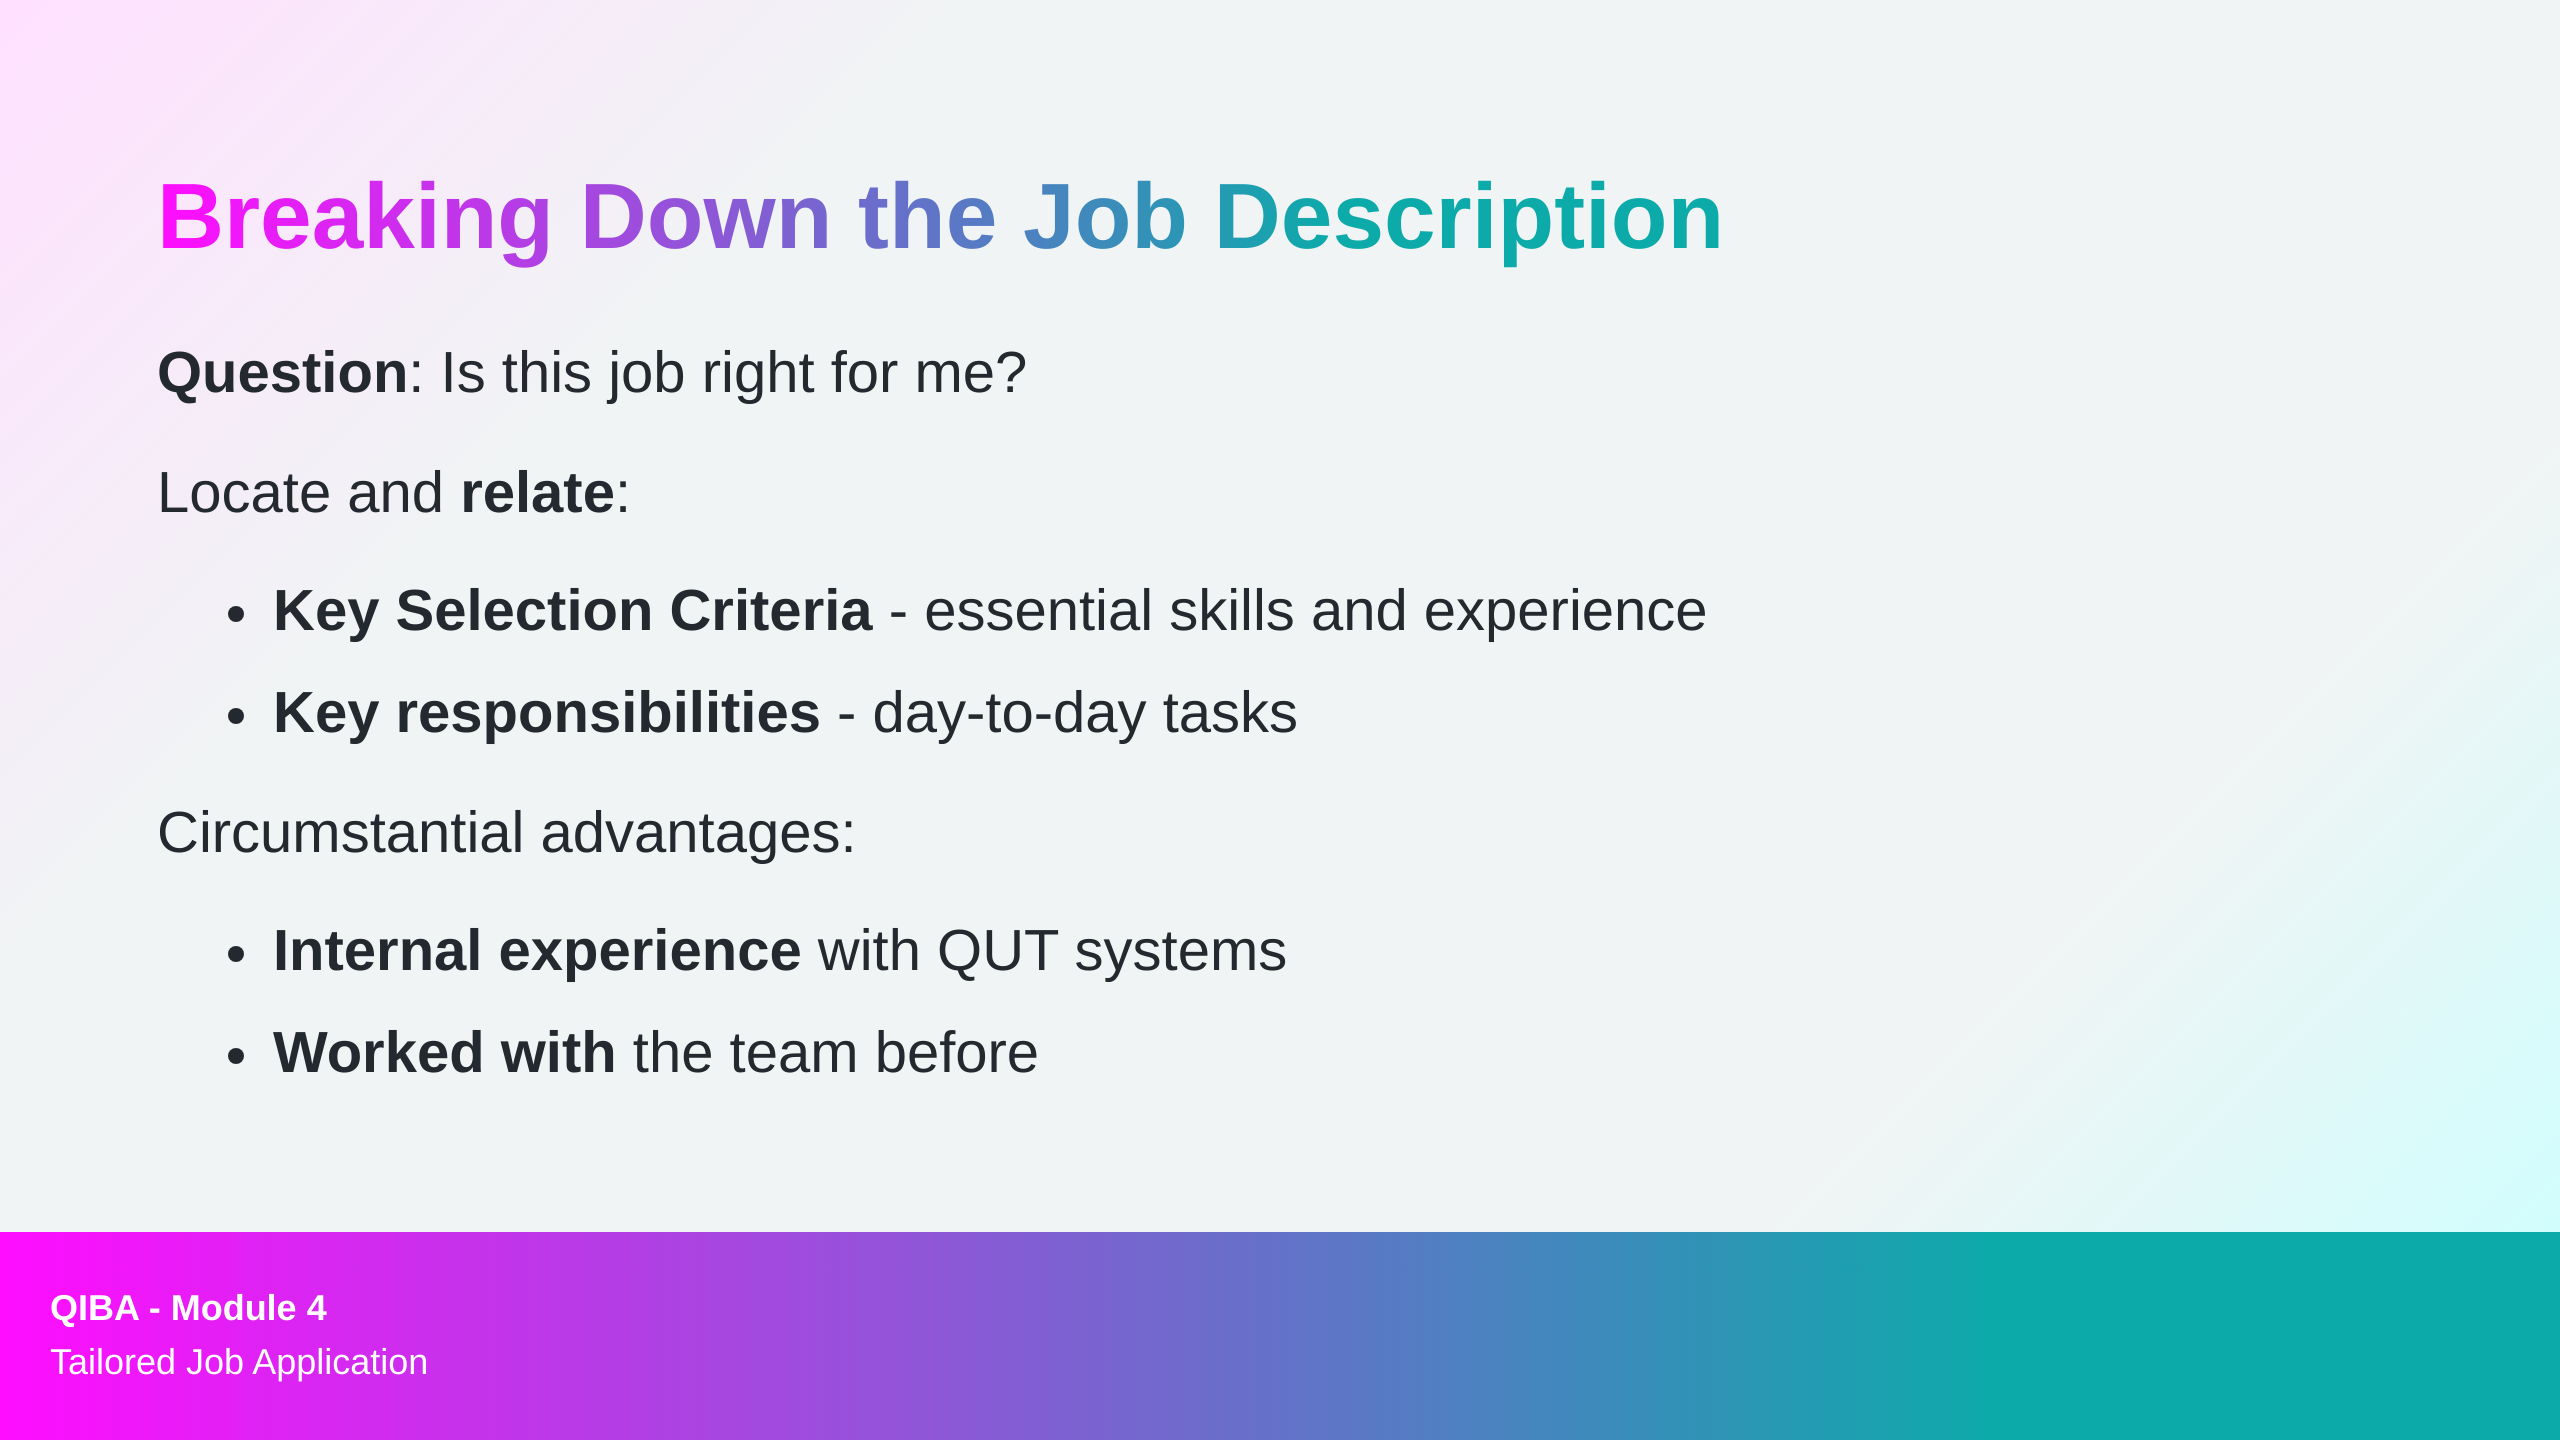 Breaking Down the Job Description
Question: Is this job right for me?
Locate and relate:
• Key Selection Criteria - essential skills and experience
• Key responsibilities - day-to-day tasks
Circumstantial advantages:
• Internal experience with QUT systems
• Worked with the team before
QIBA - Module 4
Tailored Job Application